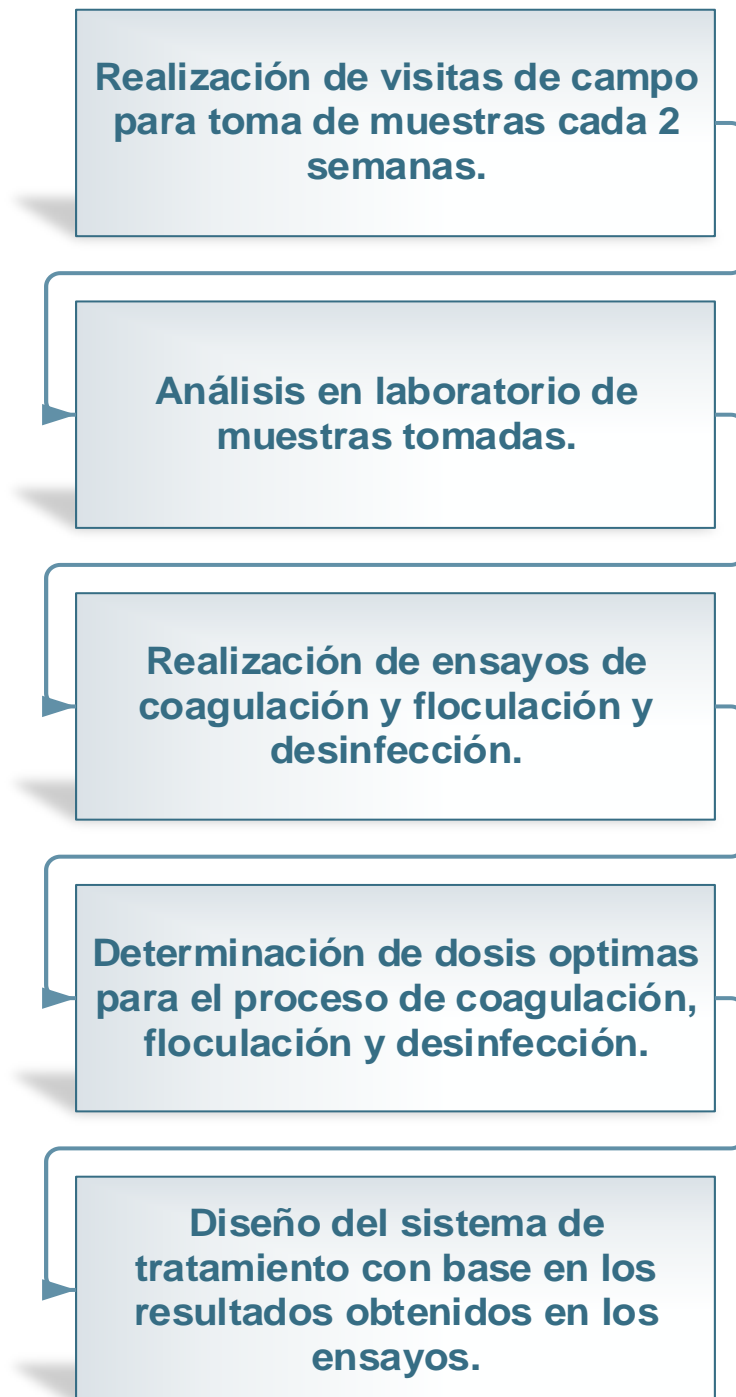 Realización de visitas de campo
para toma de muestras cada 2
semanas.
Análisis en laboratorio de
muestras tomadas.
Realización de ensayos de
coagulación y floculación y
desinfección.
Determinación de dosis optimas
para el proceso de coagulación,
floculación y desinfección.
Diseño del sistema de
tratamiento con base en los
resultados obtenidos en los
ensayos.